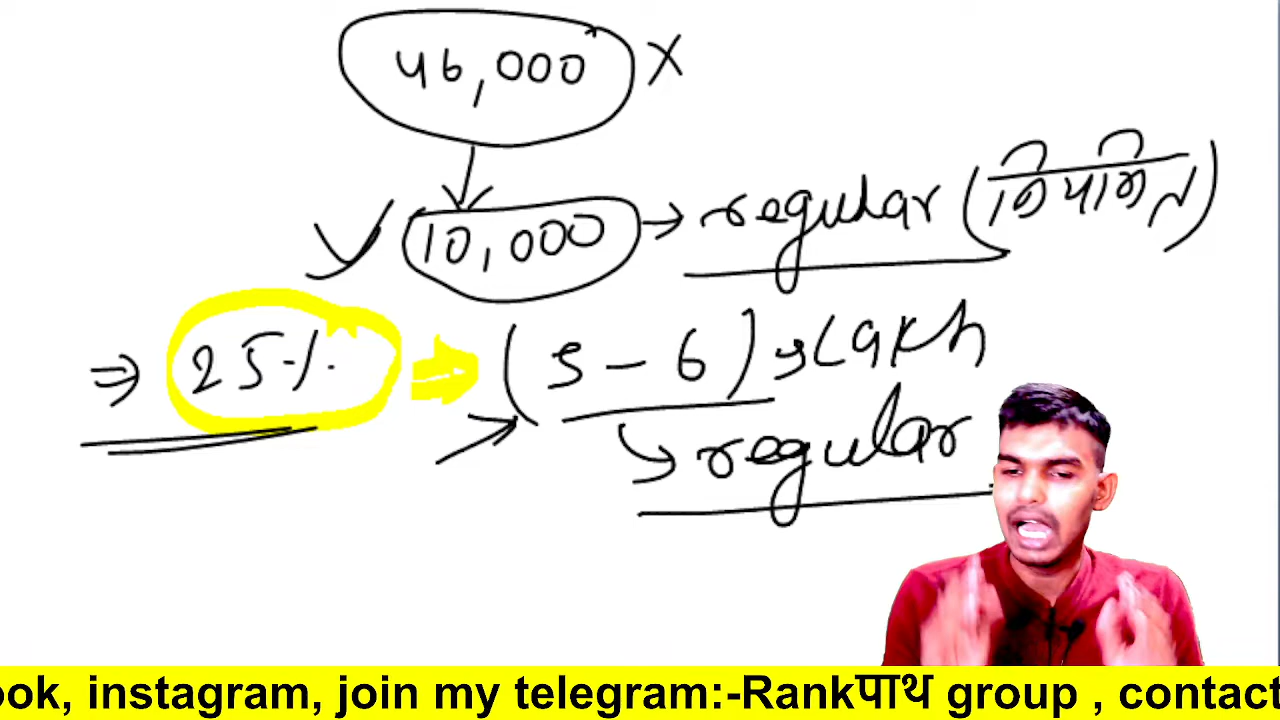 46,000 X
10,000 → regular (नियमित)
⇒ 25% ⇒ (5 - 6) → Lakh
↳ regular
ook, instagram, join my telegram:-Rankपाथ group , contact